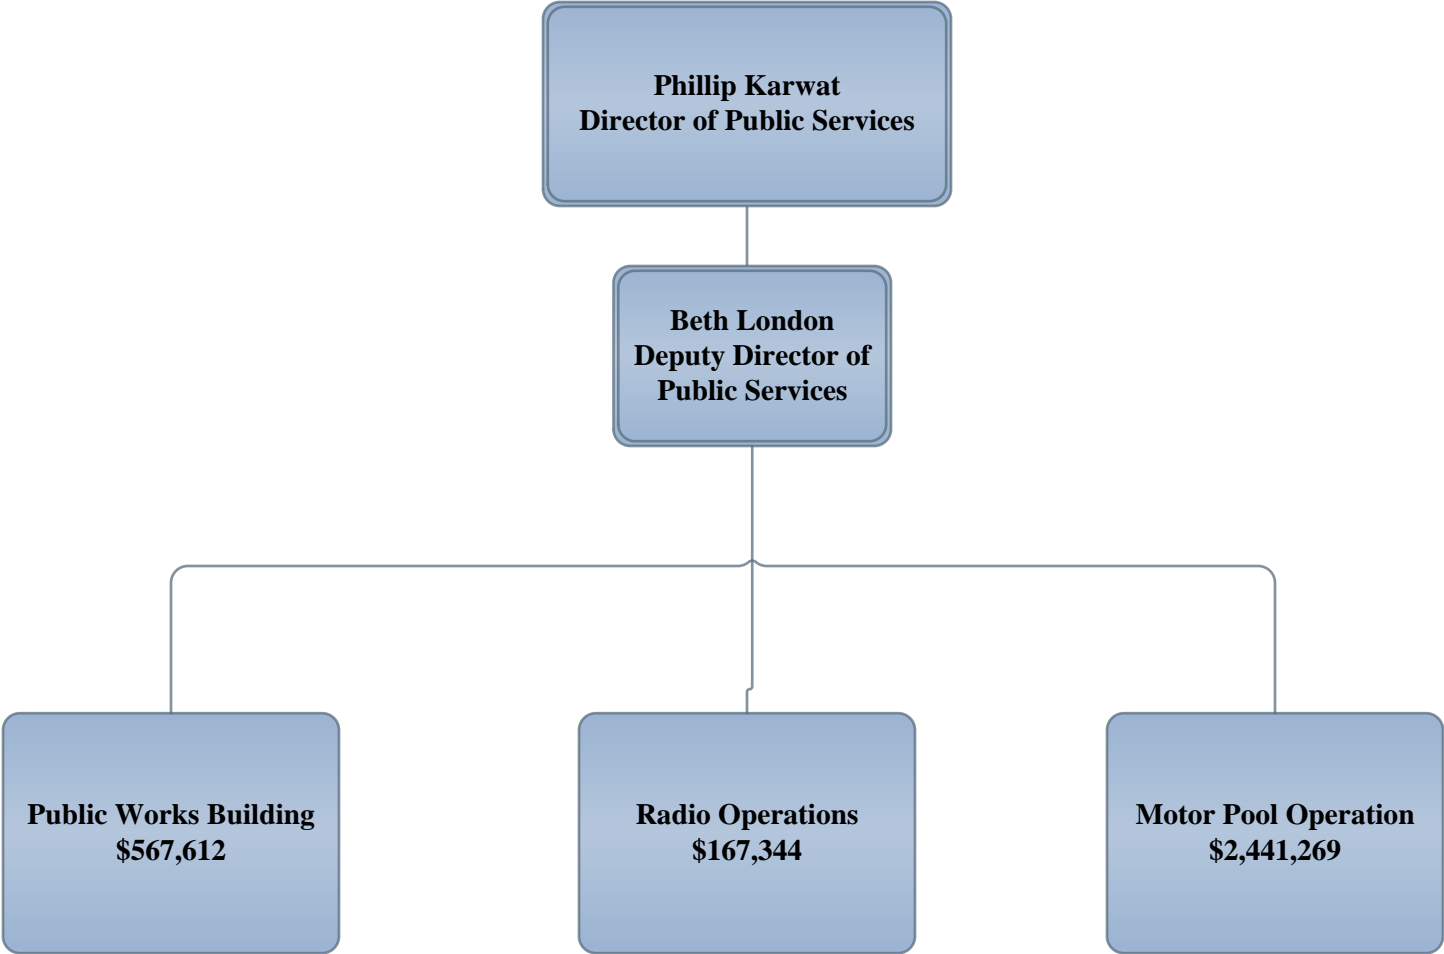 Phillip Karwat
Director of Public Services
Beth London
Deputy Director of
Public Services
Public Works Building
$567,612
Radio Operations
$167,344
Motor Pool Operation
$2,441,269